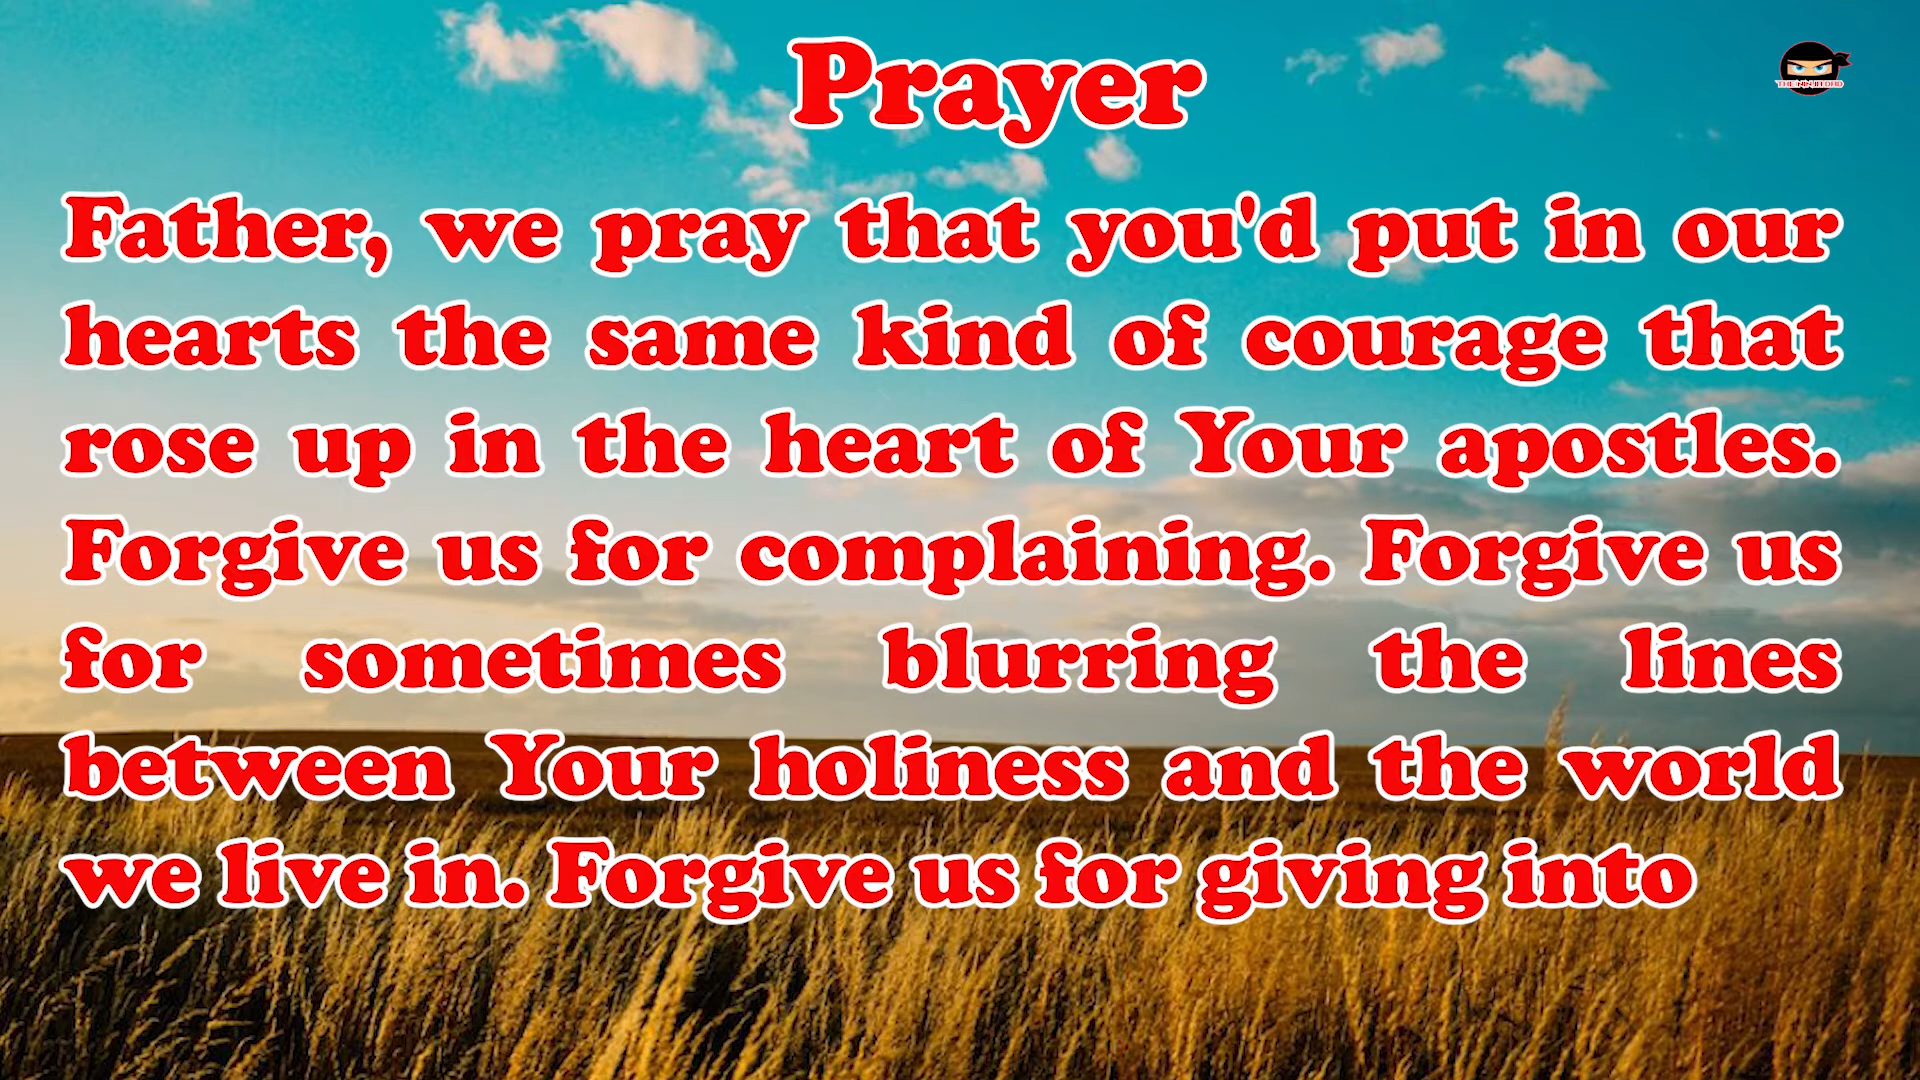 Prayer
Father, we pray that you'd put in our
hearts the same kind of courage that
rose up in the heart of Your apostles.
Forgive us for complaining. Forgive us
for sometimes blurring the lines
between Your holiness and the world
we live in. Forgive us for giving into